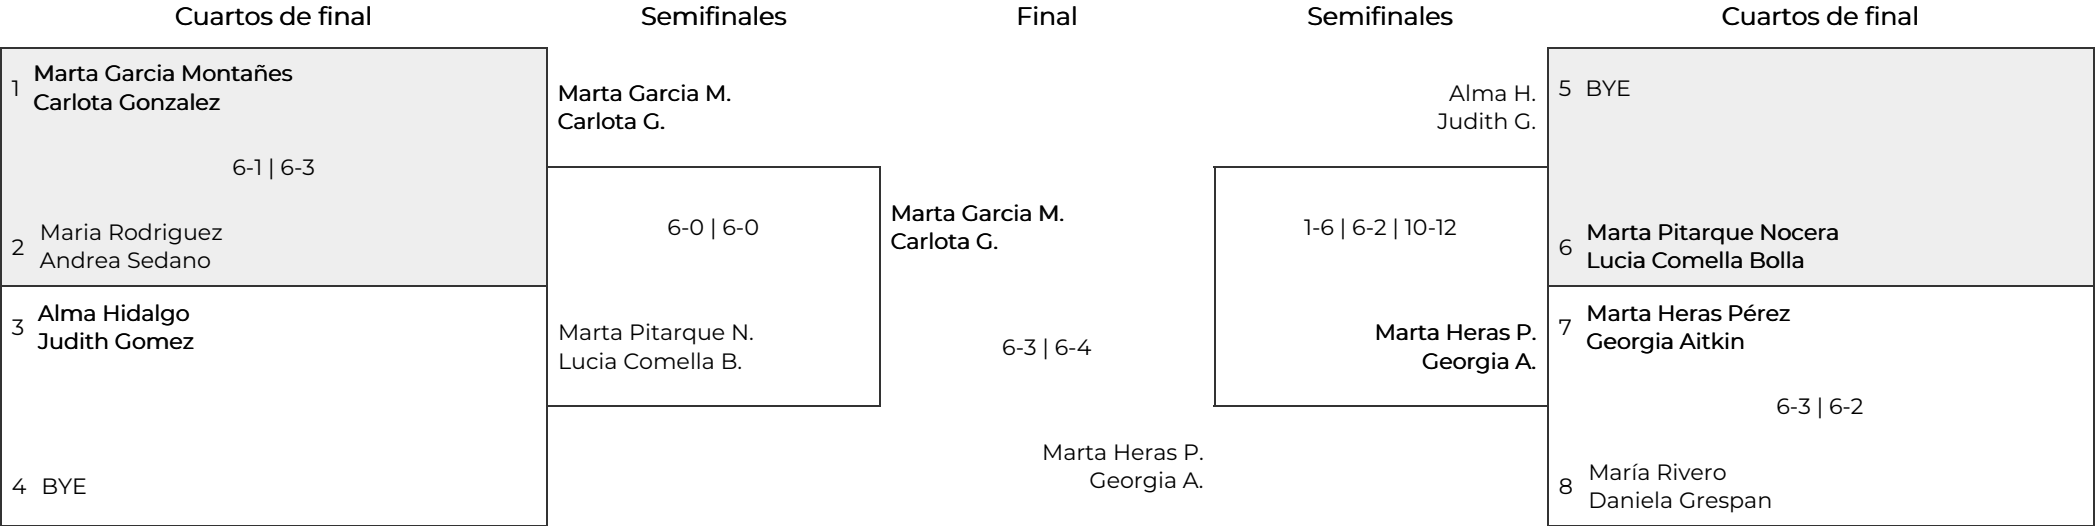 Cuartos de final
Semifinales
Final
Semifinales
Cuartos de final
1
Marta Garcia Montañes
Carlota Gonzalez
6-1 | 6-3
2
Maria Rodriguez
Andrea Sedano
3
Alma Hidalgo
Judith Gomez
4 BYE
Marta Garcia M.
Carlota G.
6-0 | 6-0
Marta Pitarque N.
Lucia Comella B.
Marta Garcia M.
Carlota G.
6-3 | 6-4
Marta Heras P.
Georgia A.
Alma H.
Judith G.
1-6 | 6-2 | 10-12
Marta Heras P.
Georgia A.
5 BYE
6
Marta Pitarque Nocera
Lucia Comella Bolla
7
Marta Heras Pérez
Georgia Aitkin
6-3 | 6-2
8
María Rivero
Daniela Grespan